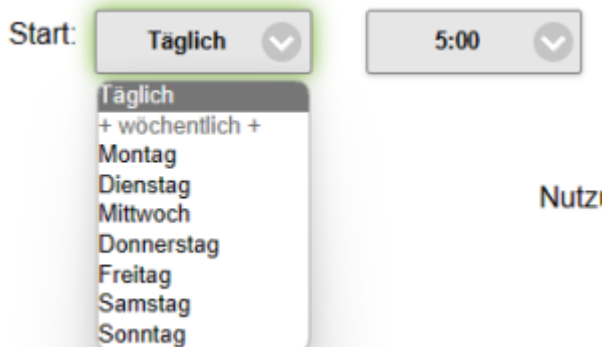 Start: Täglich 5:00
Täglich
+ wöchentlich +
Montag
Dienstag
Mittwoch
Donnerstag
Freitag
Samstag
Sonntag